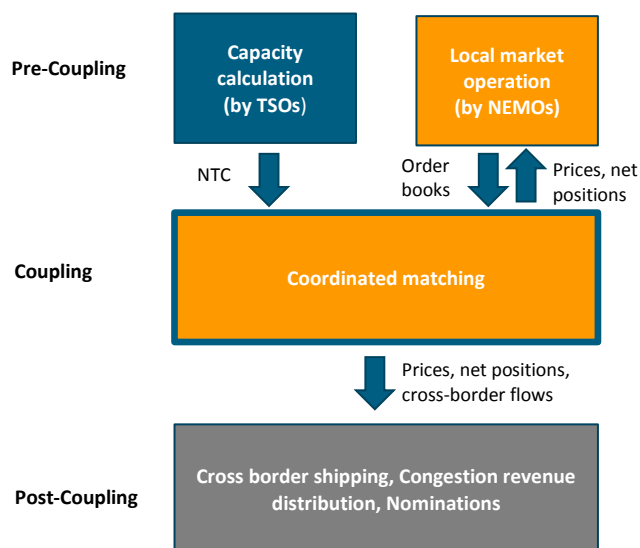 Pre-Coupling
Capacity
calculation
(by TSOs)
Local market
operation
(by NEMOs)
NTC
Order
books
Prices, net
positions
Coupling
Coordinated matching
Prices, net positions,
cross-border flows
Post-Coupling
Cross border shipping, Congestion revenue
distribution, Nominations